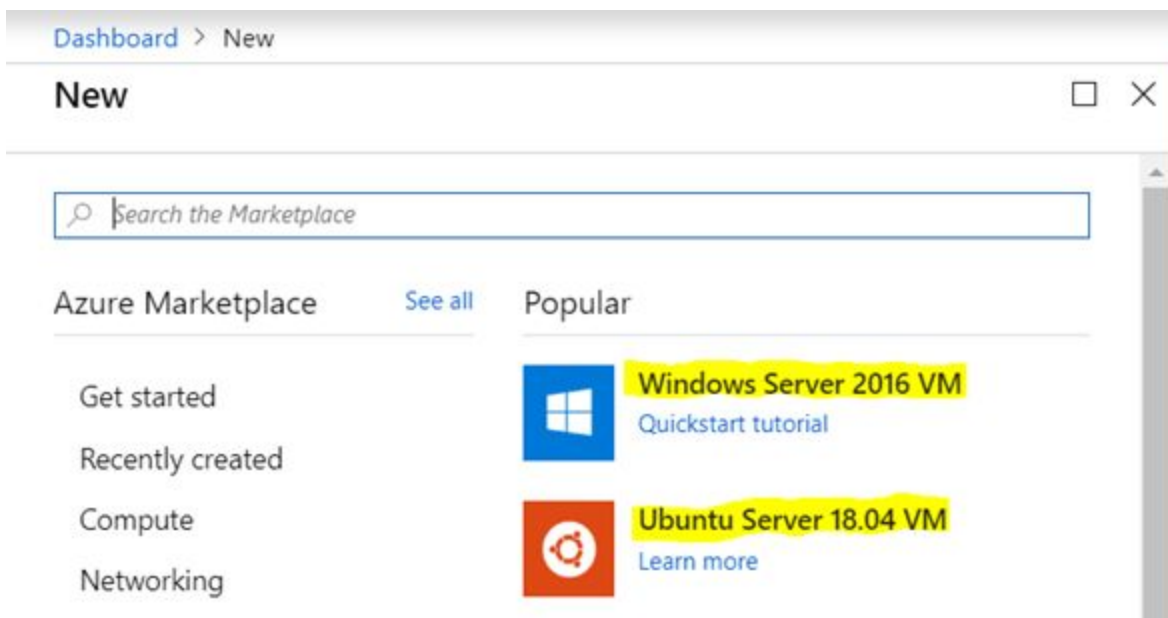 Dashboard > New
New
Search the Marketplace
Azure Marketplace
See all
Get started
Recently created
Compute
Networking
Popular
Windows Server 2016 VM
Quickstart tutorial
Ubuntu Server 18.04 VM
Learn more